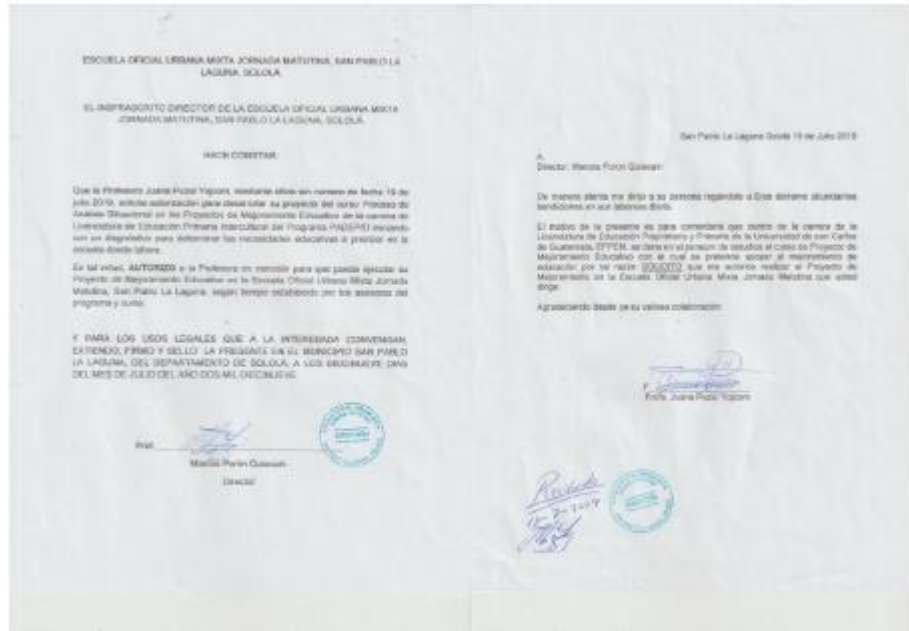 ESCUELA OFICIAL URBANA MIXTA JORNADA MATUTINA, SAN PABLO LA
LAGUNA, SOLOLÁ.
EL INFRASCRITO DIRECTOR DE LA ESCUELA OFICIAL URBANA MIXTA
JORNADA MATUTINA, SAN PABLO LA LAGUNA, SOLOLÁ.
HACE CONSTAR:
Que la Profesora Juana Puzul Yojcom, mediante oficio sin número de fecha 19 de
julio 2019, solicita autorización para desarrollar su proyecto del curso Proceso de
Análisis Situacional en los Proyectos de Mejoramiento Educativo de la carrera de
Licenciatura de Educación Primaria Intercultural del Programa PADEP/D iniciando
con un diagnóstico para determinar las necesidades educativas a priorizar en la
escuela donde labora.
En tal virtud, AUTORIZO a la Profesora en mención para que pueda ejecutar su
Proyecto de Mejoramiento Educativo en la Escuela Oficial Urbana Mixta Jornada
Matutina, San Pablo La Laguna, según tiempo establecido por los asesores del
programa y curso.
Y PARA LOS USOS LEGALES QUE A LA INTERESADA CONVENGAN,
EXTIENDO, FIRMO Y SELLO LA PRESENTE EN EL MUNICIPIO SAN PABLO
LA LAGUNA, DEL DEPARTAMENTO DE SOLOLÁ, A LOS DIECINUEVE DÍAS
DEL MES DE JULIO DEL AÑO DOS MIL DIECINUEVE.
Prof.
Director
San Pablo La Laguna Sololá 19 de Julio 2019
A:
Director:
De manera atenta me dirijo a su persona rogándole a Dios derrame abundantes
bendiciones en sus labores diaria.
El motivo de la presente es para comentarle que dentro de la carrera de la
Licenciatura de Educación Preprimaria y Primaria de la Universidad de san Carlos
de Guatemala, EFPEM, se tiene en el pensum de estudios el curso de Proyecto de
Mejoramiento Educativo con el cual se pretende apoyar el mejoramiento de
educación por tal razón SOLICITO que me autorice realizar el Proyecto de
Mejoramiento en la Escuela Oficial Urbana Mixta Jornada Matutina que usted
dirige.
Agradeciendo desde ya su valiosa colaboración
F.
Profa. Juana Puzul Yojcom
Recibido